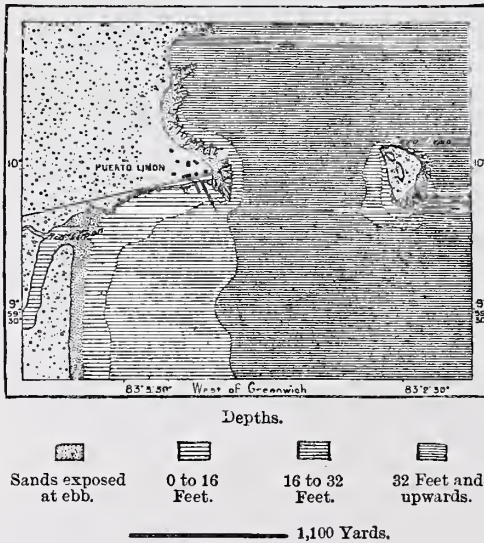 10°
10°
PUERTO LIMON
9°
59'
30"
9°
59'
30"
83°3'30"
West of Greenwich
83°2'30"
Depths.
Sands exposed
at ebb.
0 to 16
Feet.
16 to 32
Feet.
32 Feet and
upwards.
1,100 Yards.